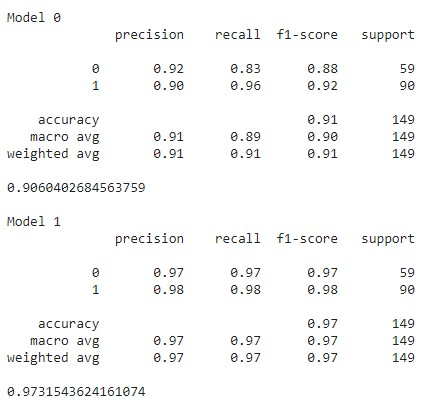 Model 0
precision recall f1-score support
0 0.92 0.83 0.88 59
1 0.90 0.96 0.92 90
accuracy 0.91 149
macro avg 0.91 0.89 0.90 149
weighted avg 0.91 0.91 0.91 149
0.9060402684563759
Model 1
precision recall f1-score support
0 0.97 0.97 0.97 59
1 0.98 0.98 0.98 90
accuracy 0.97 149
macro avg 0.97 0.97 0.97 149
weighted avg 0.97 0.97 0.97 149
0.9731543624161074